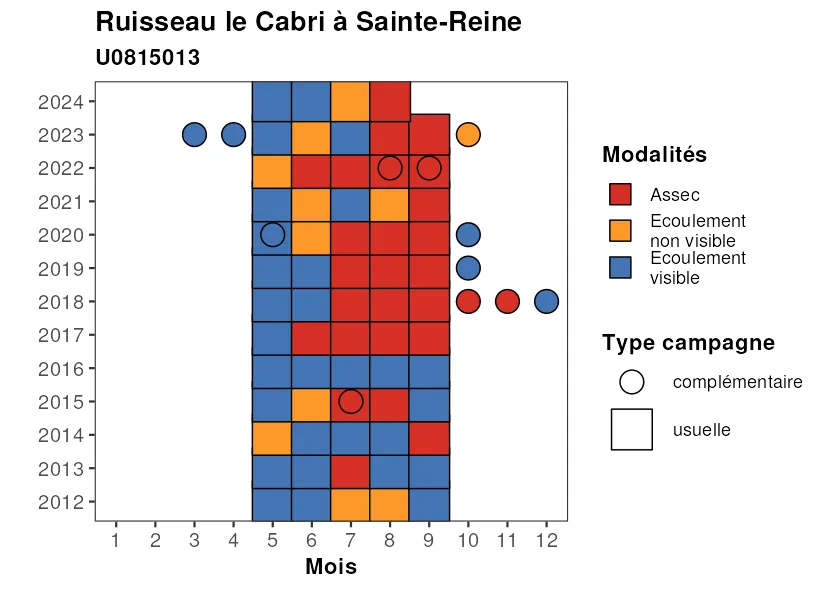 Ruisseau le Cabri à Sainte-Reine
U0815013
2024
2023
2022
2021
2020
2019
2018
2017
2016
2015
2014
2013
2012
1 2 3 4 5 6 7 8 9 10 11 12
Mois
Modalités
Assec
Ecoulement
non visible
Ecoulement
visible
Type campagne
complémentaire
usuelle